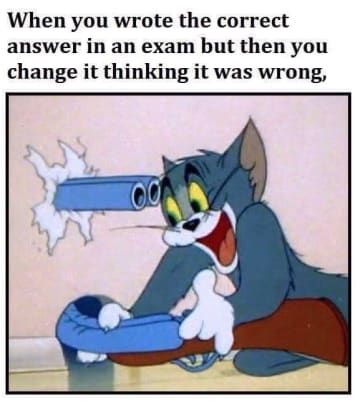 When you wrote the correct
answer in an exam but then you
change it thinking it was wrong,